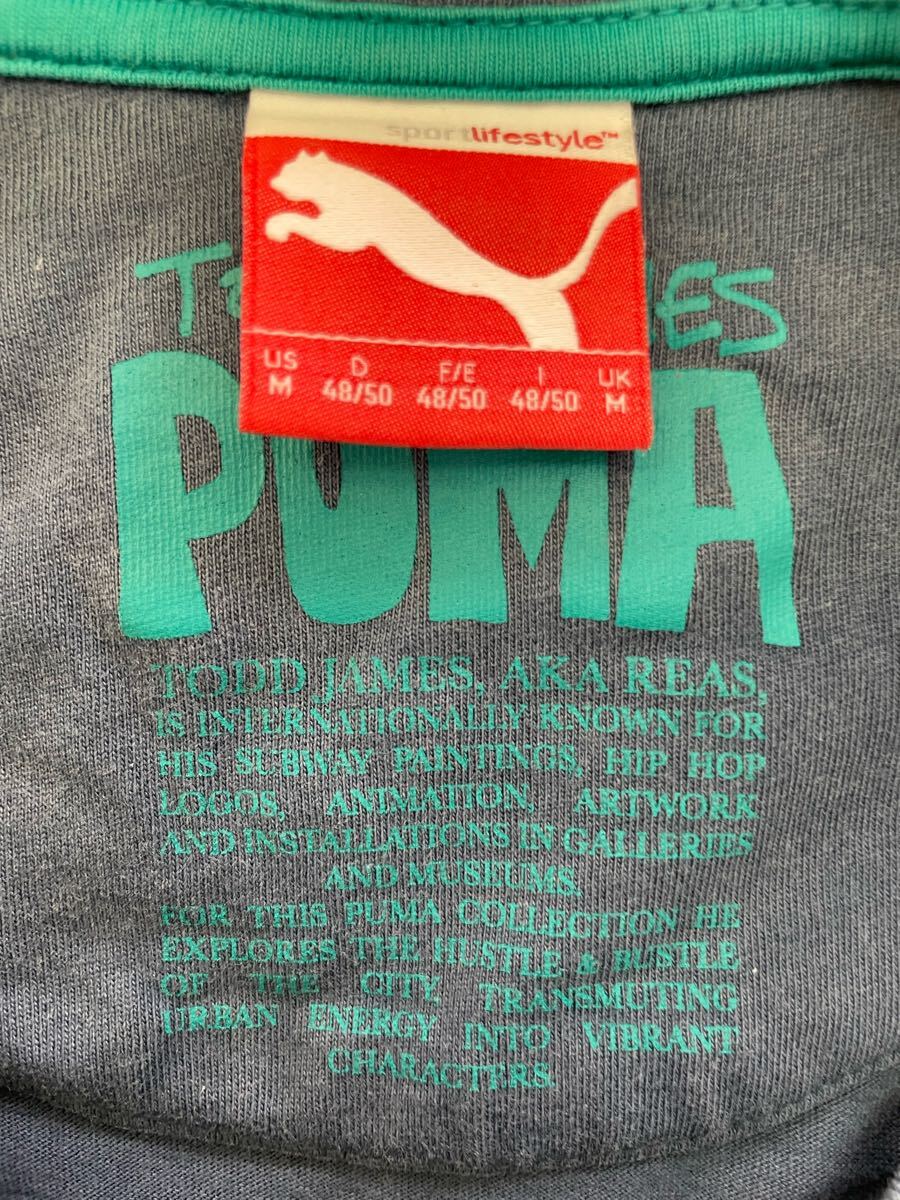 sportlifestyle™
US D F/E I UK
M 48/50 48/50 48/50 M
PUMA
TODD JAMES, AKA REAS,
IS INTERNATIONALLY KNOWN FOR
HIS SUBWAY PAINTINGS, HIP HOP
LOGOS, ANIMATION, ARTWORK
AND INSTALLATIONS IN GALLERIES
AND MUSEUMS.
FOR THIS PUMA COLLECTION HE
EXPLORES THE HUSTLE & BUSTLE
OF THE CITY, TRANSMUTING
URBAN ENERGY INTO VIBRANT
CHARACTERS.